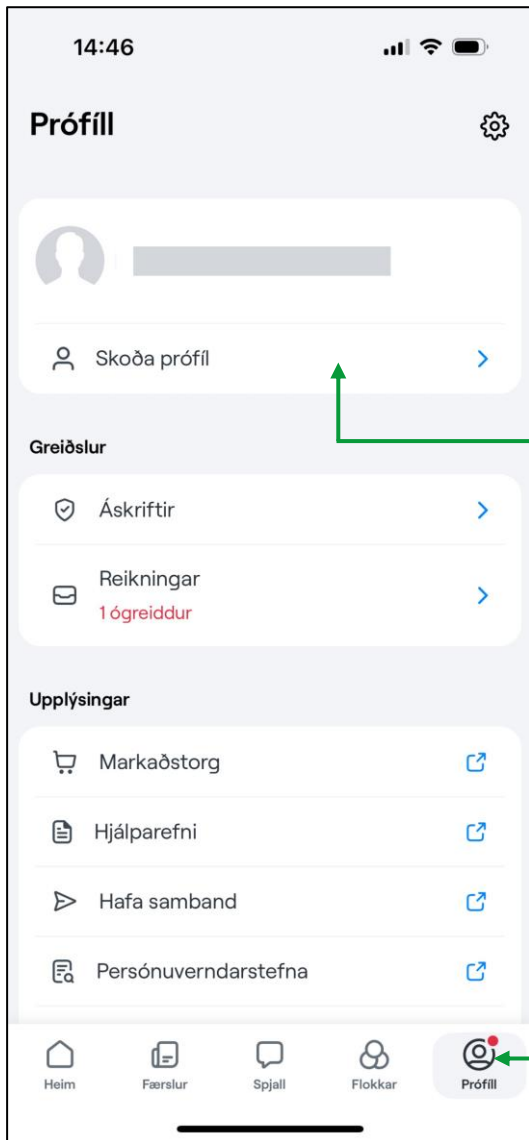 14:46
Prófíll
Skoða prófíl
Greiðslur
Áskriftir
Reikningar
1 ógreiddur
Upplýsingar
Markaðstorg
Hjálparefni
Hafa samband
Persónuverndarstefna
Heim
Færslur
Spjall
Flokkar
Prófíll